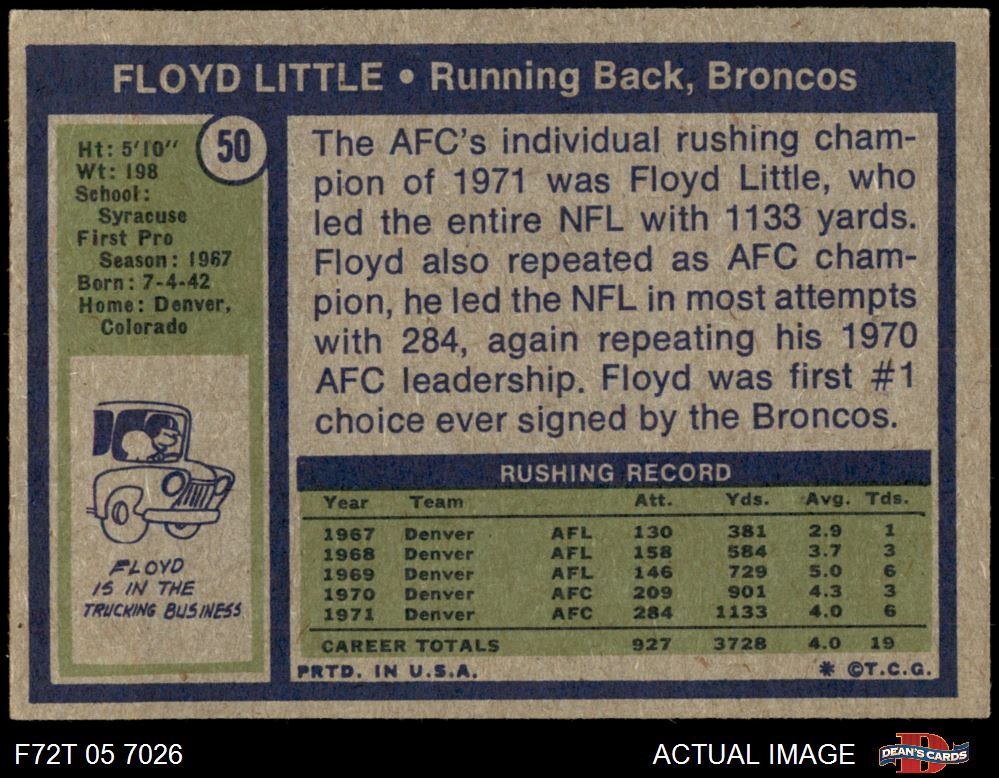 FLOYD LITTLE • Running Back, Broncos
50
Ht: 5'10"
Wt: 198
School:
Syracuse
First Pro
Season: 1967
Born: 7-4-42
Home: Denver,
Colorado
FLOYD
IS IN THE
TRUCKING BUSINESS
The AFC's individual rushing cham-
pion of 1971 was Floyd Little, who
led the entire NFL with 1133 yards.
Floyd also repeated as AFC cham-
pion, he led the NFL in most attempts
with 284, again repeating his 1970
AFC leadership. Floyd was first #1
choice ever signed by the Broncos.
RUSHING RECORD
Year Team Att. Yds. Avg. Tds.
1967 Denver AFL 130 381 2.9 1
1968 Denver AFL 158 584 3.7 3
1969 Denver AFL 146 729 5.0 6
1970 Denver AFC 209 901 4.3 3
1971 Denver AFC 284 1133 4.0 6
CAREER TOTALS 927 3728 4.0 19
PRTD. IN U.S.A. * ©T.C.G.
F72T 05 7026 ACTUAL IMAGE DEAN'S CARDS